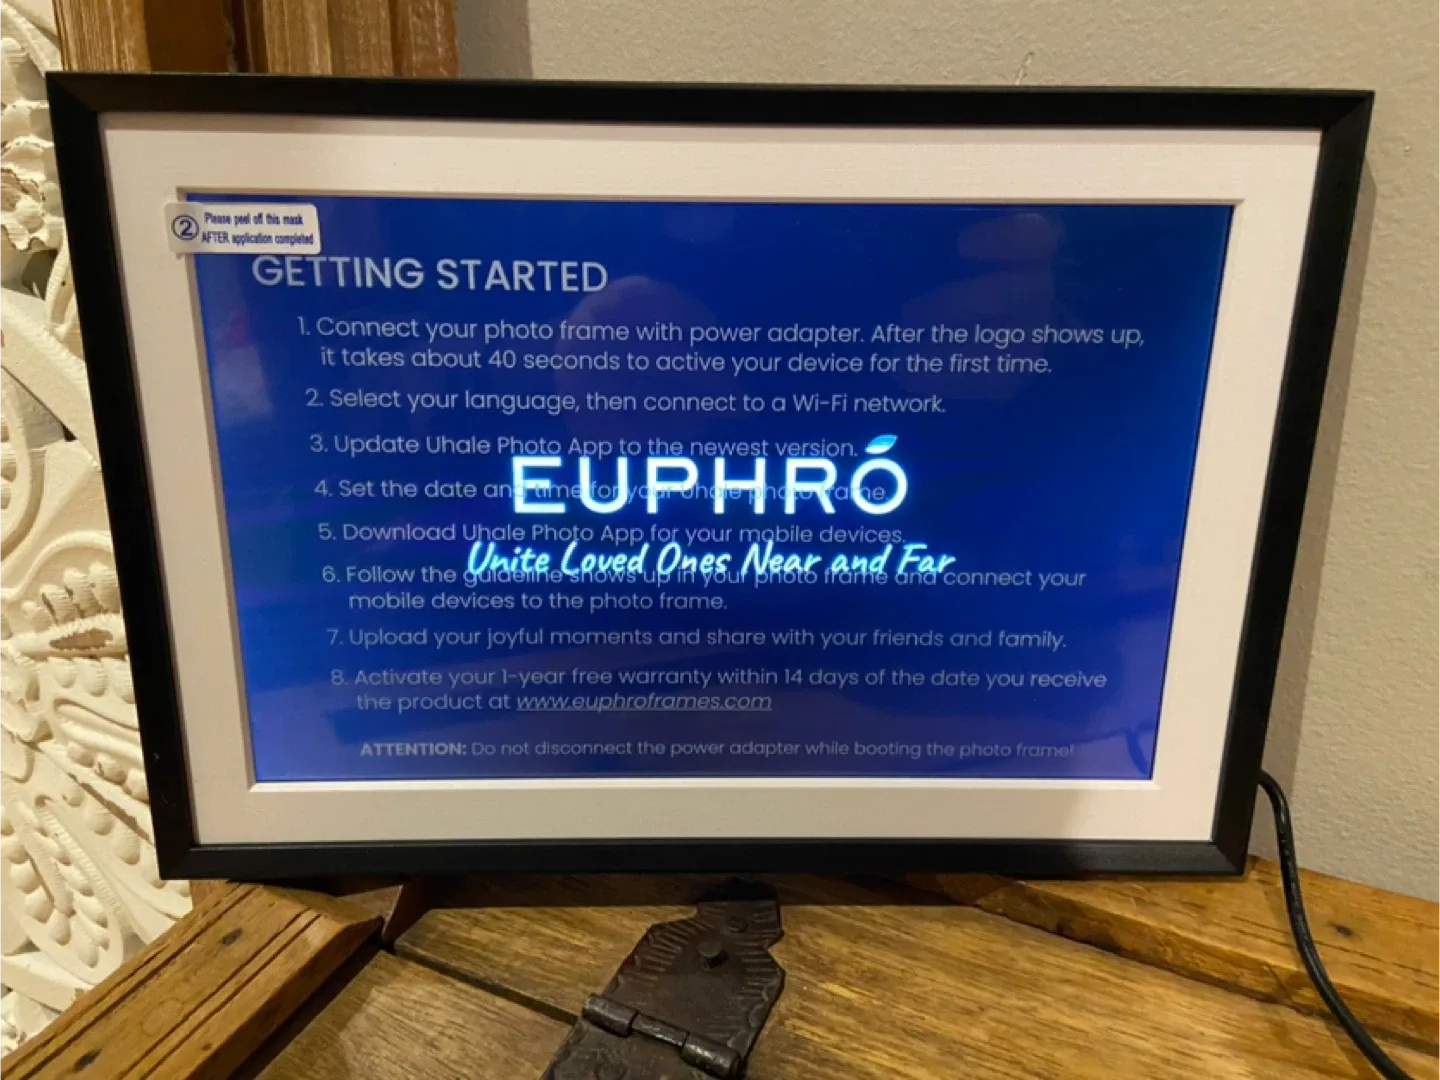 ② Please peel off this mask
AFTER application completed
GETTING STARTED
1. Connect your photo frame with power adapter. After the logo shows up,
it takes about 40 seconds to active your device for the first time.
2. Select your language, then connect to a Wi-Fi network.
3. Update Uhale Photo App to the newest version.
EUPHRO
4. Set the date and time for your Uhale photo frame.
5. Download Uhale Photo App for your mobile devices.
Unite Loved Ones Near and Far
6. Follow the guideline shows up in your photo frame and connect your
mobile devices to the photo frame.
7. Upload your joyful moments and share with your friends and family.
8. Activate your 1-year free warranty within 14 days of the date you receive
the product at www.euphroframes.com
ATTENTION: Do not disconnect the power adapter while booting the photo frame!